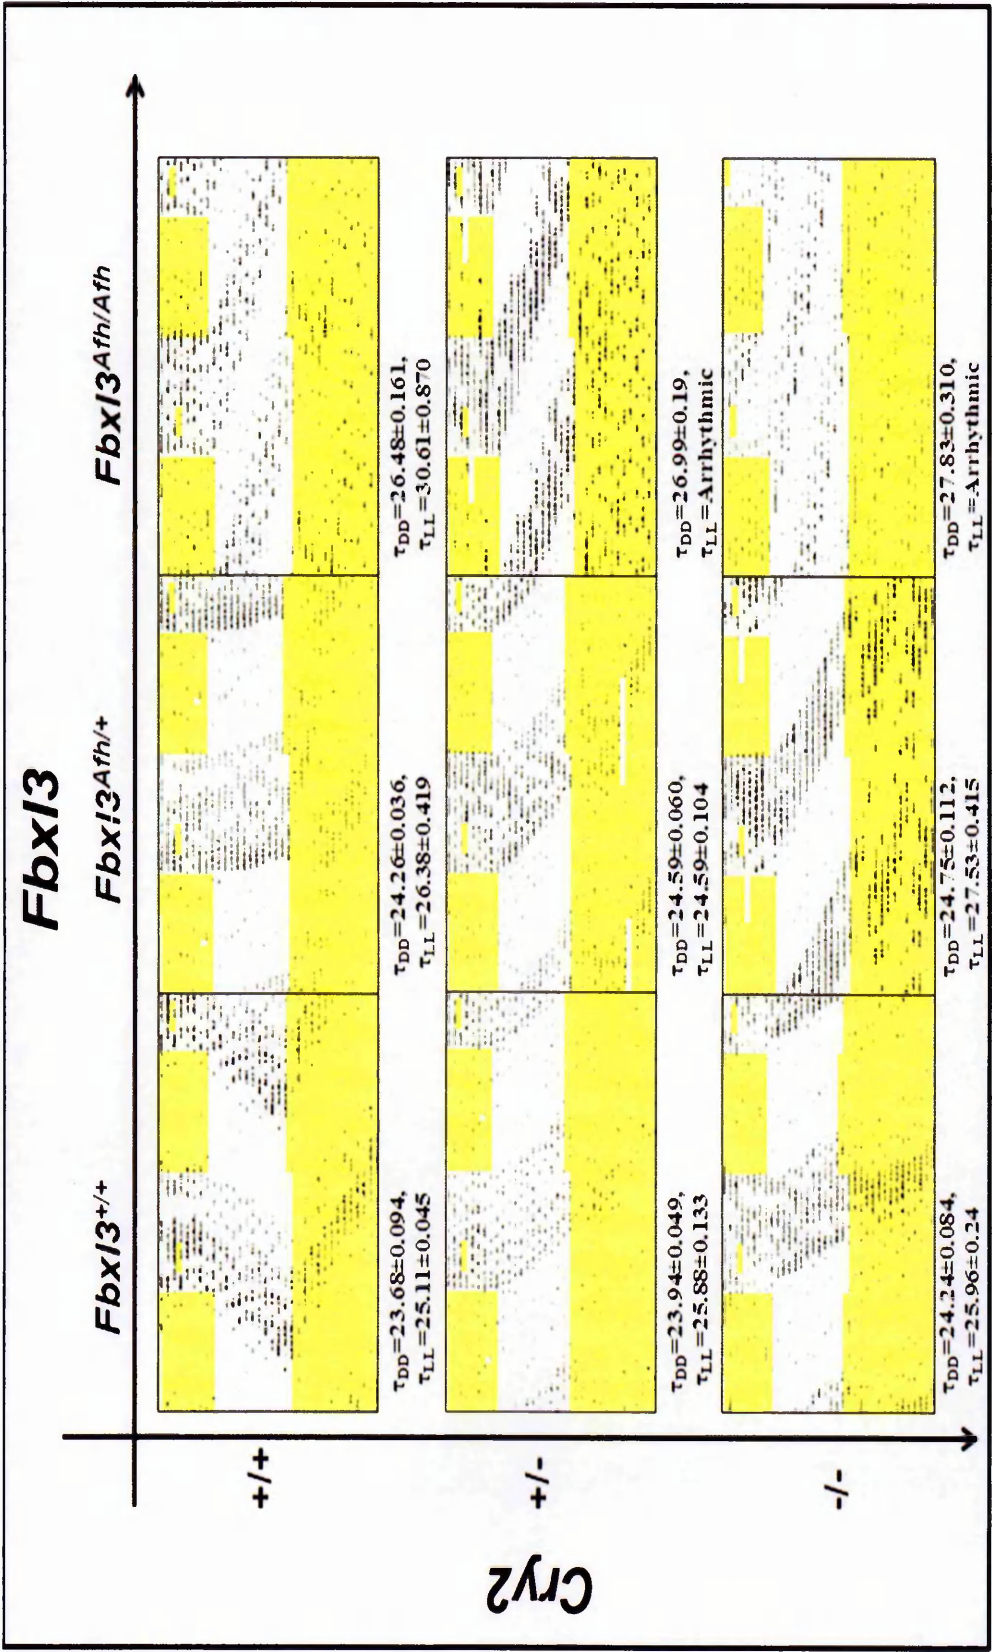 Fbxl3
Fbxl3+/+
Fbxl3Afh/+
Fbxl3Afh/Afh
Cry2
+/+
τDD=23.68±0.094,
τLL=25.11±0.045
τDD=24.26±0.036,
τLL=26.38±0.419
τDD=26.48±0.161,
τLL=30.61±0.870
+/-
τDD=23.94±0.049,
τLL=25.88±0.133
τDD=24.59±0.060,
τLL=24.59±0.104
τDD=26.99±0.19,
τLL=Arrhythmic
-/-
τDD=24.24±0.084,
τLL=25.96±0.24
τDD=24.75±0.112,
τLL=27.53±0.415
τDD=27.83±0.310,
τLL=Arrhythmic